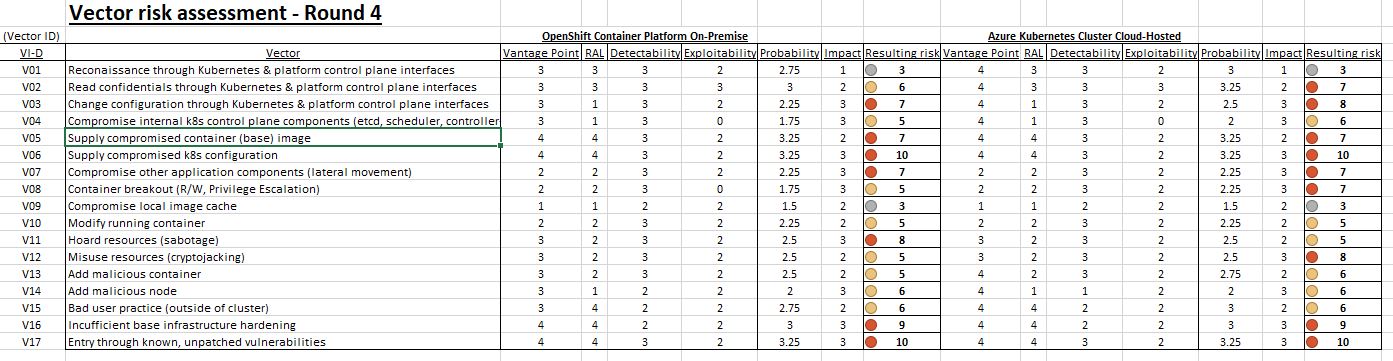 Vector risk assessment - Round 4
(Vector ID) OpenShift Container Platform On-Premise Azure Kubernetes Cluster Cloud-Hosted
VI-D Vector Vantage Point RAL Detectability Exploitability Probability Impact Resulting risk Vantage Point RAL Detectability Exploitability Probability Impact Resulting risk
V01 Reconaissance through Kubernetes & platform control plane interfaces 3 3 3 2 2.75 1 3 4 3 3 2 3 1 3
V02 Read confidentials through Kubernetes & platform control plane interfaces 3 3 3 3 3 2 6 4 3 3 3 3.25 2 7
V03 Change configuration through Kubernetes & platform control plane interfaces 3 1 3 2 2.25 3 7 4 1 3 2 2.5 3 8
V04 Compromise internal k8s control plane components (etcd, scheduler, controller 3 1 3 0 1.75 3 5 4 1 3 0 2 3 6
V05 Supply compromised container (base) image 4 4 3 2 3.25 2 7 4 4 3 2 3.25 2 7
V06 Supply compromised k8s configuration 4 4 3 2 3.25 3 10 4 4 3 2 3.25 3 10
V07 Compromise other application components (lateral movement) 2 2 3 2 2.25 3 7 2 2 3 2 2.25 3 7
V08 Container breakout (R/W, Privilege Escalation) 2 2 3 0 1.75 3 5 2 2 3 2 2.25 3 7
V09 Compromise local image cache 1 1 2 2 1.5 2 3 1 1 2 2 1.5 2 3
V10 Modify running container 2 2 3 2 2.25 2 5 2 2 3 2 2.25 2 5
V11 Hoard resources (sabotage) 3 2 3 2 2.5 3 8 3 2 3 2 2.5 2 5
V12 Misuse resources (cryptojacking) 3 2 3 2 2.5 2 5 3 2 3 2 2.5 3 8
V13 Add malicious container 3 2 3 2 2.5 2 5 4 2 3 2 2.75 2 6
V14 Add malicious node 3 1 2 2 2 3 6 4 1 1 2 2 3 6
V15 Bad user practice (outside of cluster) 3 4 2 2 2.75 2 6 4 4 2 2 3 2 6
V16 Insufficient base infrastructure hardening 4 4 2 2 3 3 9 4 4 2 2 3 3 9
V17 Entry through known, unpatched vulnerabilities 4 4 3 2 3.25 3 10 4 4 3 2 3.25 3 10